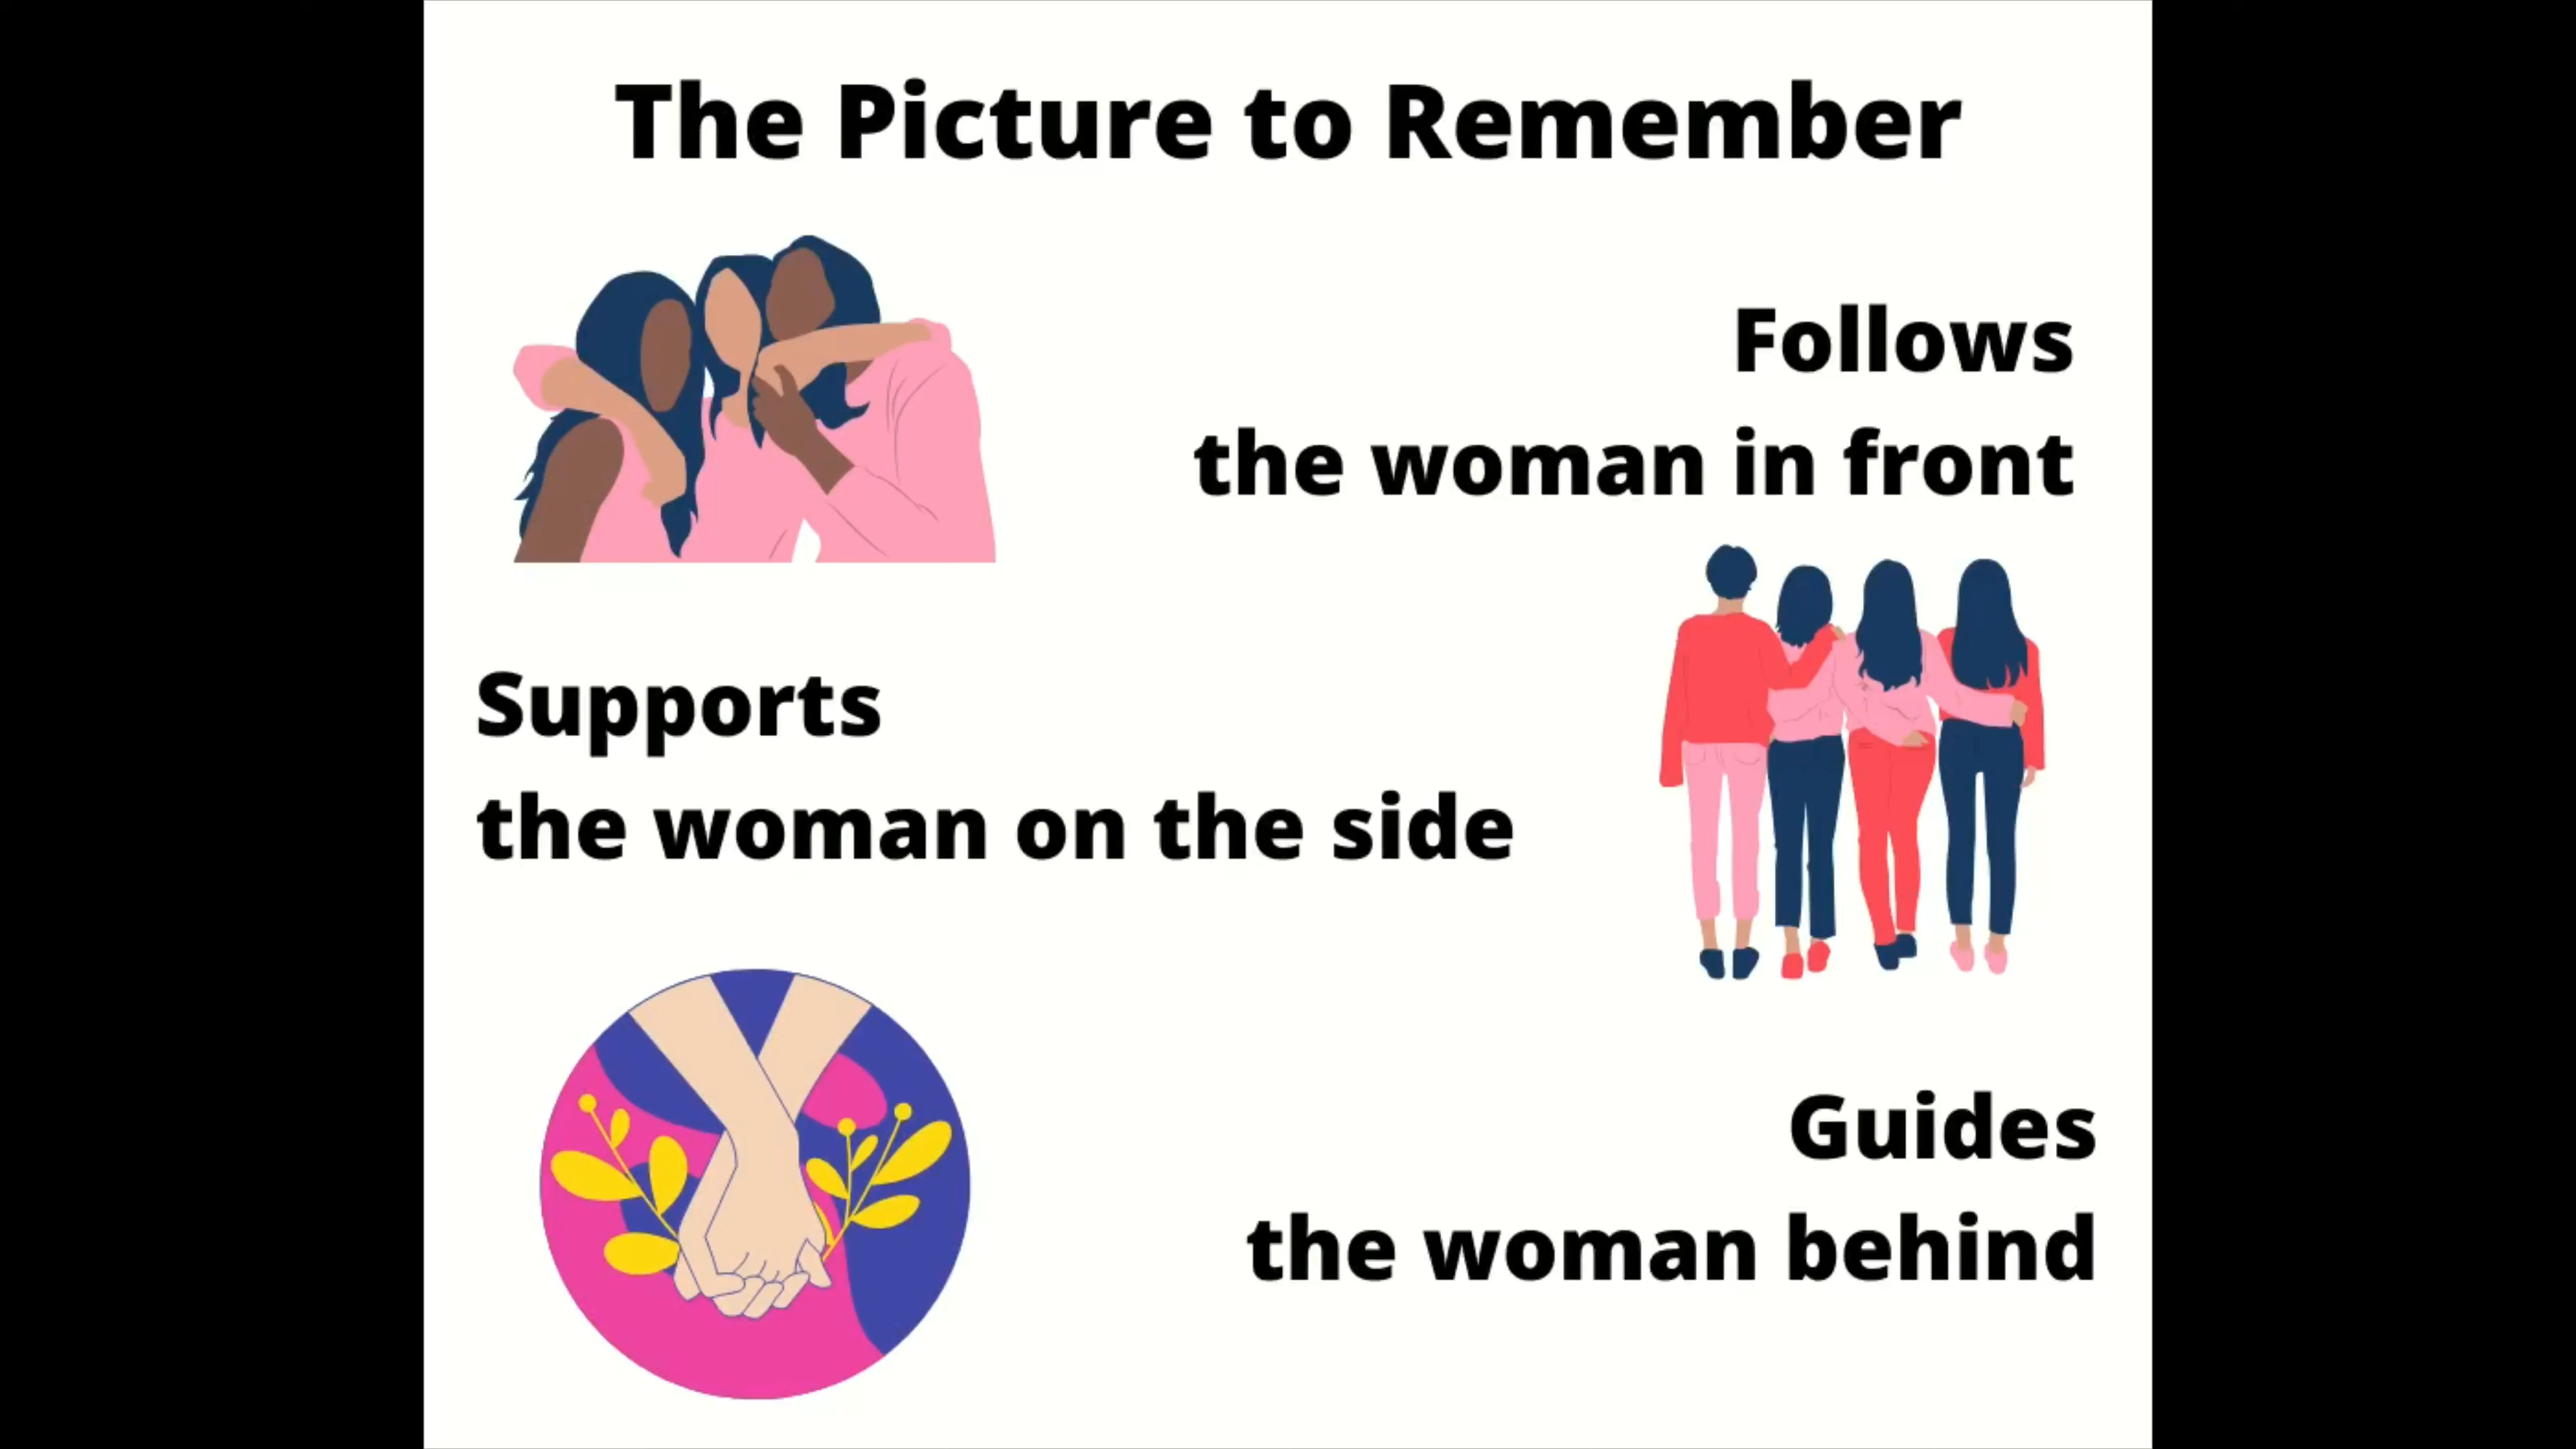 The Picture to Remember
Follows
the woman in front
Supports
the woman on the side
Guides
the woman behind